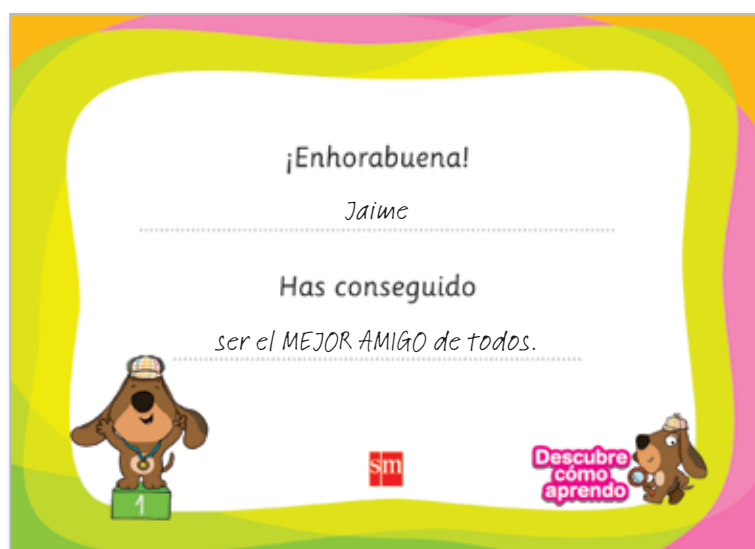 ¡Enhorabuena!
Jaime
Has conseguido
ser el MEJOR AMIGO de todos.
1
sm
Descubre
cómo
aprendo